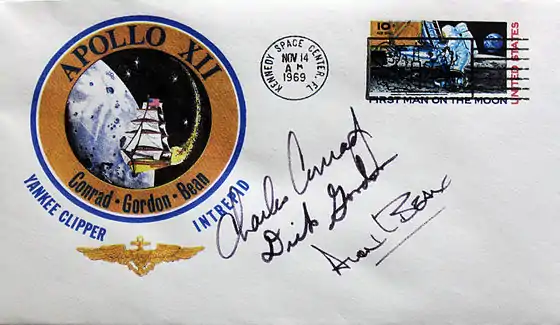 APOLLO XII
Conrad · Gordon · Bean
YANKEE CLIPPER
INTREPID
KENNEDY SPACE CENTER, FL
NOV 14
A M
1969
10¢
UNITED STATES
FIRST MAN ON THE MOON
Charles Conrad
Dick Gordon
Alan L Bean